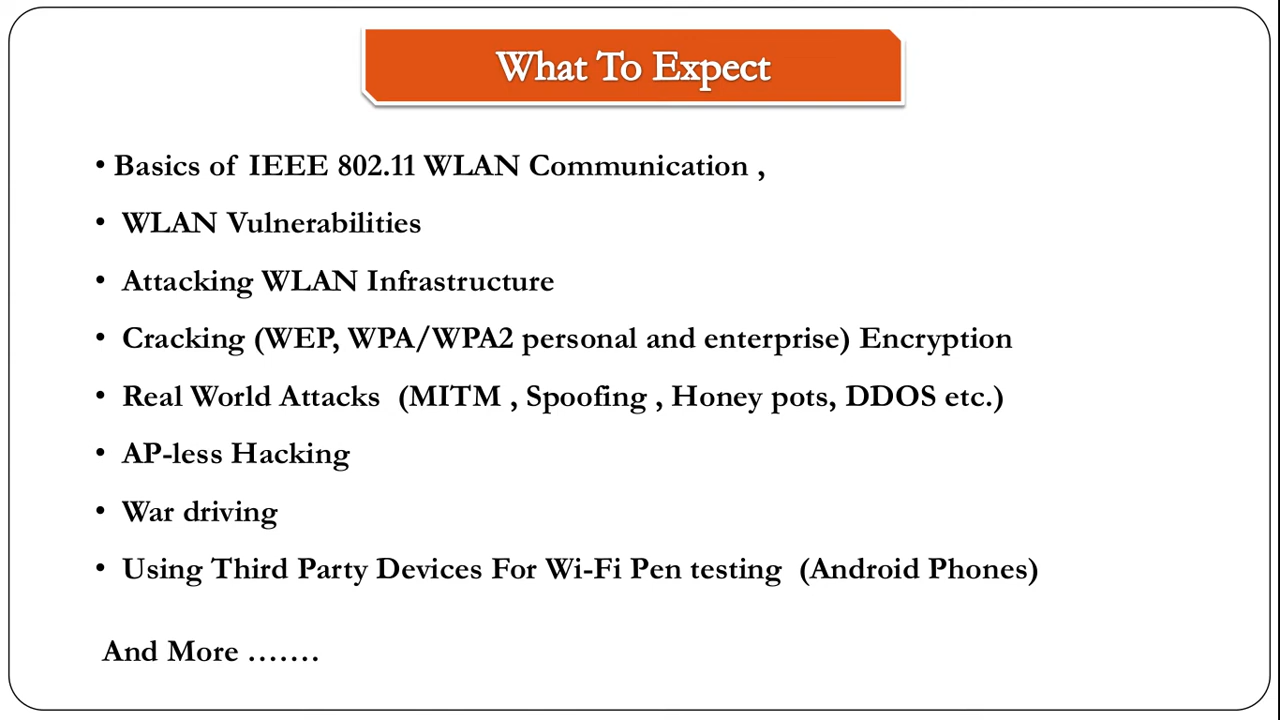 What To Expect
• Basics of IEEE 802.11 WLAN Communication ,
• WLAN Vulnerabilities
• Attacking WLAN Infrastructure
• Cracking (WEP, WPA/WPA2 personal and enterprise) Encryption
• Real World Attacks (MITM , Spoofing , Honey pots, DDOS etc.)
• AP-less Hacking
• War driving
• Using Third Party Devices For Wi-Fi Pen testing (Android Phones)
And More .......